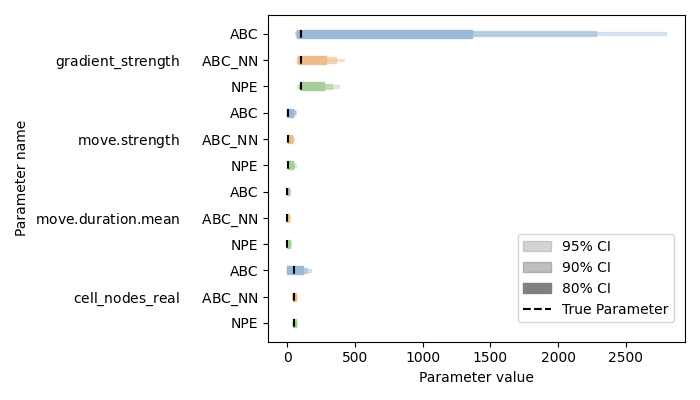 ABC
gradient_strength ABC_NN
NPE
ABC
move.strength ABC_NN
NPE
ABC
move.duration.mean ABC_NN
NPE
ABC
cell_nodes_real ABC_NN
NPE
Parameter name
95% CI
90% CI
80% CI
True Parameter
0 500 1000 1500 2000 2500
Parameter value